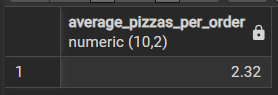 average_pizzas_per_order
numeric (10,2)
1 2.32